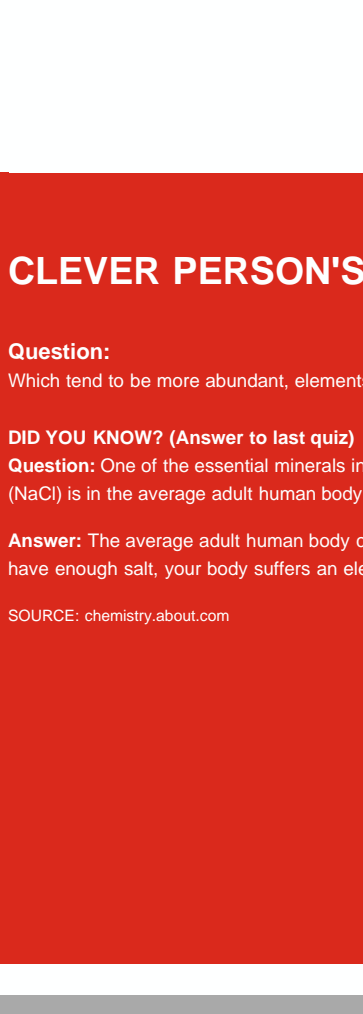 CLEVER PERSON'S
Question:
Which tend to be more abundant, elements
DID YOU KNOW? (Answer to last quiz)
Question: One of the essential minerals in
(NaCl) is in the average adult human body
Answer: The average adult human body
have enough salt, your body suffers an
SOURCE: chemistry.about.com